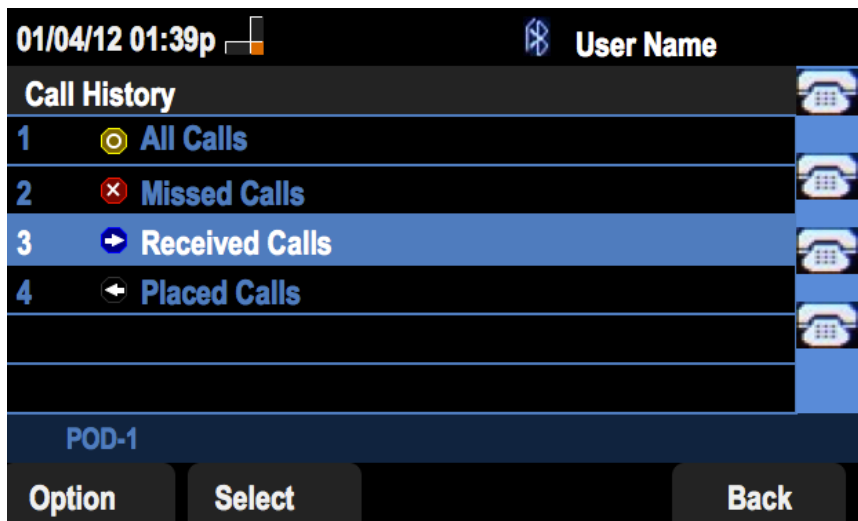 01/04/12 01:39p User Name
Call History
1 All Calls
2 Missed Calls
3 Received Calls
4 Placed Calls
POD-1
Option Select Back